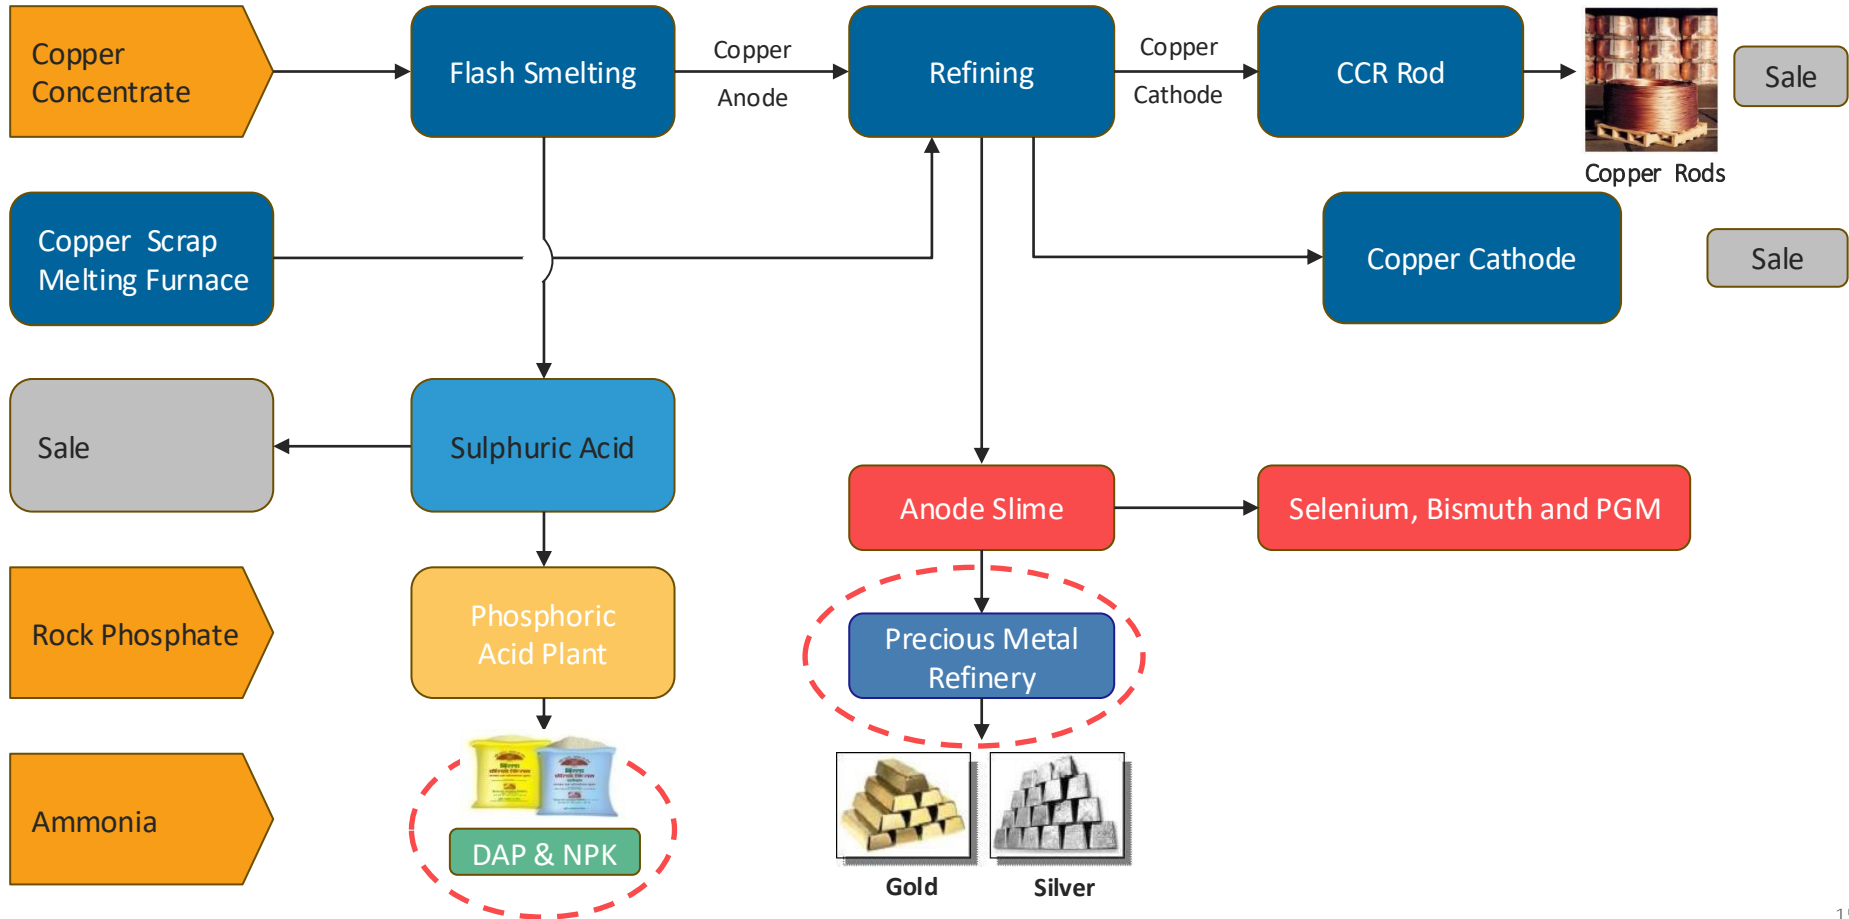 Copper
Concentrate
Flash Smelting
Copper
Anode
Refining
Copper
Cathode
CCR Rod
Sale
Copper Rods
Copper Scrap
Melting Furnace
Copper Cathode
Sale
Sale
Sulphuric Acid
Anode Slime
Selenium, Bismuth and PGM
Rock Phosphate
Phosphoric
Acid Plant
Precious Metal
Refinery
Ammonia
DAP & NPK
Gold
Silver